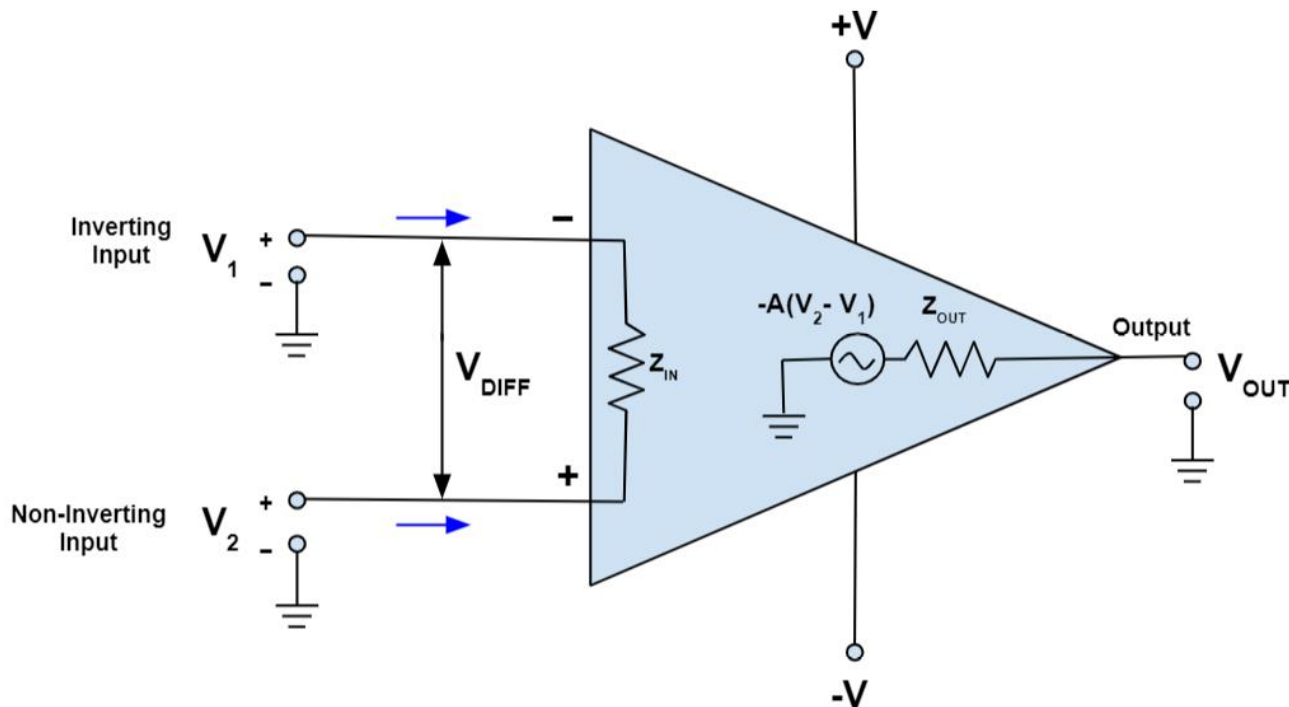 +V
Inverting
Input
V1
+
-
−
VDIFF
ZIN
-A(V2- V1)
ZOUT
Output
VOUT
Non-Inverting
Input
V2
+
-
+
-V